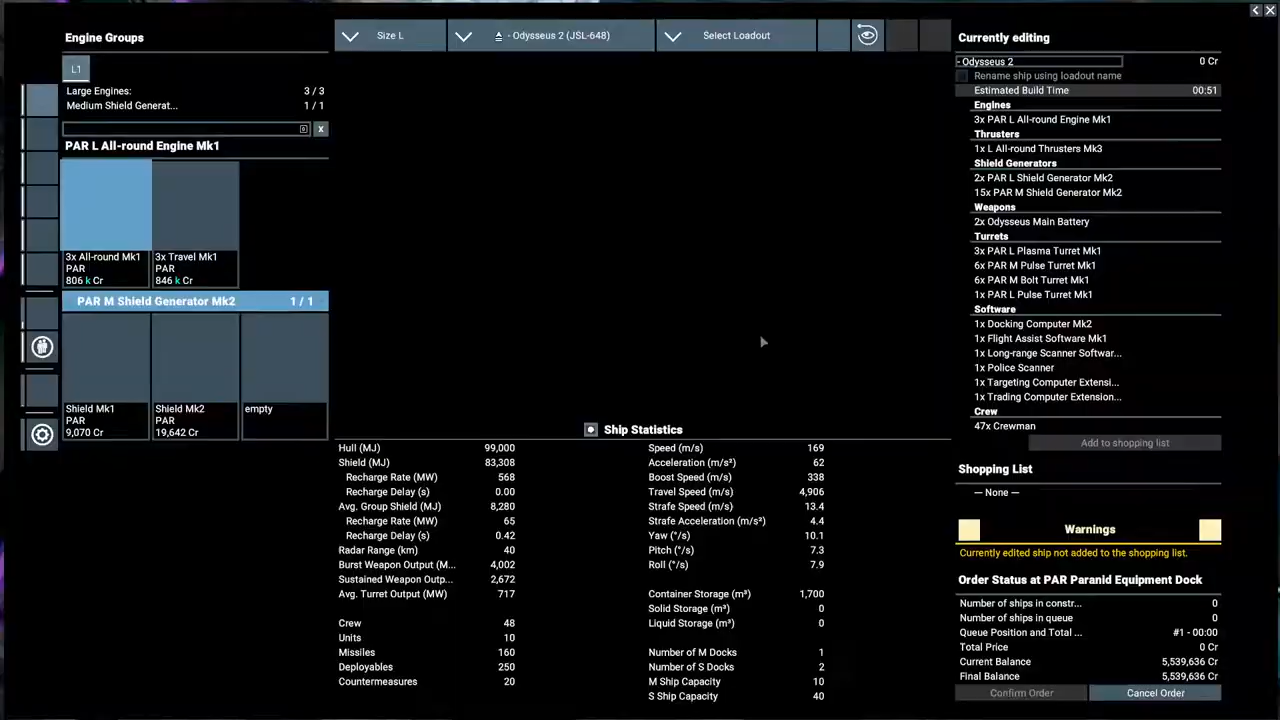 Engine Groups
L1
Large Engines: 3 / 3
Medium Shield Generat... 1 / 1
x
PAR L All-round Engine Mk1
3x All-round Mk1
PAR
806 k Cr
3x Travel Mk1
PAR
846 k Cr
PAR M Shield Generator Mk2 1 / 1
Shield Mk1
PAR
9,070 Cr
Shield Mk2
PAR
19,642 Cr
empty
Size L
- Odysseus 2 (JSL-648)
Select Loadout
Ship Statistics
Hull (MJ) 99,000
Shield (MJ) 83,308
Recharge Rate (MW) 568
Recharge Delay (s) 0.00
Avg. Group Shield (MJ) 8,280
Recharge Rate (MW) 65
Recharge Delay (s) 0.42
Radar Range (km) 40
Burst Weapon Output (M... 4,002
Sustained Weapon Outp... 2,672
Avg. Turret Output (MW) 717
Crew 48
Units 10
Missiles 160
Deployables 250
Countermeasures 20
Speed (m/s) 169
Acceleration (m/s²) 62
Boost Speed (m/s) 338
Travel Speed (m/s) 4,906
Strafe Speed (m/s) 13.4
Strafe Acceleration (m/s²) 4.4
Yaw (°/s) 10.1
Pitch (°/s) 7.3
Roll (°/s) 7.9
Container Storage (m³) 1,700
Solid Storage (m³) 0
Liquid Storage (m³) 0
Number of M Docks 1
Number of S Docks 2
M Ship Capacity 10
S Ship Capacity 40
Currently editing
- Odysseus 2 0 Cr
Rename ship using loadout name
Estimated Build Time 00:51
Engines
3x PAR L All-round Engine Mk1
Thrusters
1x L All-round Thrusters Mk3
Shield Generators
2x PAR L Shield Generator Mk2
15x PAR M Shield Generator Mk2
Weapons
2x Odysseus Main Battery
Turrets
3x PAR L Plasma Turret Mk1
6x PAR M Pulse Turret Mk1
6x PAR M Bolt Turret Mk1
1x PAR L Pulse Turret Mk1
Software
1x Docking Computer Mk2
1x Flight Assist Software Mk1
1x Long-range Scanner Softwar...
1x Police Scanner
1x Targeting Computer Extensi...
1x Trading Computer Extension...
Crew
47x Crewman
Add to shopping list
Shopping List
— None —
Warnings
Currently edited ship not added to the shopping list.
Order Status at PAR Paranid Equipment Dock
Number of ships in constr... 0
Number of ships in queue 0
Queue Position and Total ... #1 - 00:00
Total Price 0 Cr
Current Balance 5,539,636 Cr
Final Balance 5,539,636 Cr
Confirm Order
Cancel Order